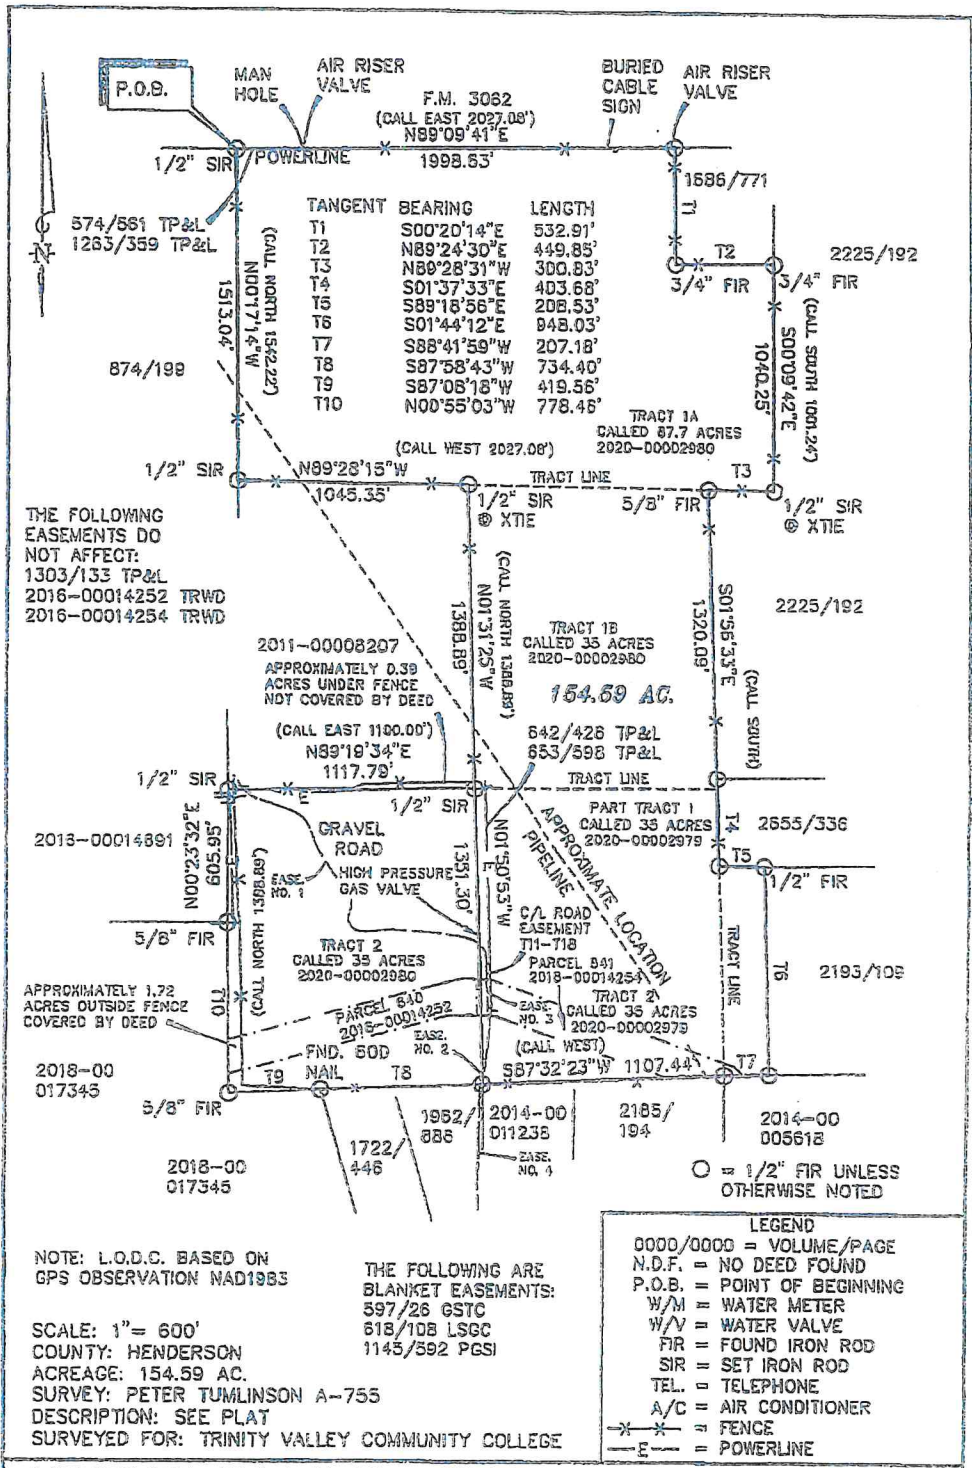 P.O.B.
MAN
HOLE
AIR RISER
VALVE
F.M. 3062
(CALL EAST 2027.08')
N89°09'41"E
1998.63'
BURIED
CABLE
SIGN
AIR RISER
VALVE
1/2" SIR
POWERLINE
1686/771
574/561 TP&L
1263/359 TP&L
N
T1
T2
3/4" FIR
3/4" FIR
2225/192
TANGENT BEARING LENGTH
T1 S00°20'14"E 532.91'
T2 N89°24'30"E 449.85'
T3 N89°28'31"W 300.83'
T4 S01°37'33"E 403.68'
T5 S89°18'56"E 208.53'
T6 S01°44'12"E 948.03'
T7 S88°41'59"W 207.18'
T8 S87°58'43"W 734.40'
T9 S87°08'18"W 419.56'
T10 N00°55'03"W 778.46'
(CALL NORTH 1542.22')
N00°17'14"W
1513.04'
874/199
(CALL SOUTH 1001.24')
S00°09'42"E
1040.25'
TRACT 1A
CALLED 87.7 ACRES
2020-00002980
(CALL WEST 2027.08')
1/2" SIR
N89°28'15"W
1045.35'
TRACT LINE
T3
1/2" SIR
@ XTIE
5/8" FIR
1/2" SIR
@ XTIE
THE FOLLOWING
EASEMENTS DO
NOT AFFECT:
1303/133 TP&L
2016-00014252 TRWD
2016-00014254 TRWD
(CALL NORTH 1388.89')
N01°31'25"W
1388.89'
S01°56'33"E
1320.09'
(CALL SOUTH)
2225/192
TRACT 1B
CALLED 35 ACRES
2020-00002980
154.59 AC.
2011-00008207
APPROXIMATELY 0.39
ACRES UNDER FENCE
NOT COVERED BY DEED
(CALL EAST 1100.00')
N89°19'34"E
1117.79'
642/426 TP&L
653/598 TP&L
1/2" SIR
E
1/2" SIR
TRACT LINE
PART TRACT 1
CALLED 35 ACRES
2020-00002979
T4
2655/336
T5
1/2" FIR
2018-00014891
N00°23'32"E
605.95'
E
GRAVEL
ROAD
EASE.
NO. 1
HIGH PRESSURE
GAS VALVE
N01°50'53"W
1351.30'
E
APPROXIMATE LOCATION
PIPELINE
C/L ROAD
EASEMENT
T11-T18
5/8" FIR
(CALL NORTH 1388.89')
TRACT 2
CALLED 35 ACRES
2020-00002980
PARCEL 841
2018-00014254
TRACT LINE
T6
2193/109
APPROXIMATELY 1.72
ACRES OUTSIDE FENCE
COVERED BY DEED
T10
PARCEL 840
2016-00014252
TRACT 2
CALLED 35 ACRES
2020-00002979
EASE.
NO. 3
EASE.
NO. 2
(CALL WEST)
S87°32'23"W 1107.44'
T7
2018-00
017345
FND. 60D
NAIL
T9
T8
5/8" FIR
1722/
446
1962/
888
2014-00
011238
EASE.
NO. 4
2185/
194
2014-00
005618
2018-00
017345
O = 1/2" FIR UNLESS
OTHERWISE NOTED
NOTE: L.O.D.C. BASED ON
GPS OBSERVATION NAD1983
THE FOLLOWING ARE
BLANKET EASEMENTS:
597/26 GSTC
618/108 LSGC
1145/592 PGSI
SCALE: 1"= 600'
COUNTY: HENDERSON
ACREAGE: 154.59 AC.
SURVEY: PETER TUMLINSON A-755
DESCRIPTION: SEE PLAT
SURVEYED FOR: TRINITY VALLEY COMMUNITY COLLEGE
LEGEND
0000/0000 = VOLUME/PAGE
N.D.F. = NO DEED FOUND
P.O.B. = POINT OF BEGINNING
W/M = WATER METER
W/V = WATER VALVE
FIR = FOUND IRON ROD
SIR = SET IRON ROD
TEL. = TELEPHONE
A/C = AIR CONDITIONER
—X—X— = FENCE
—E— = POWERLINE